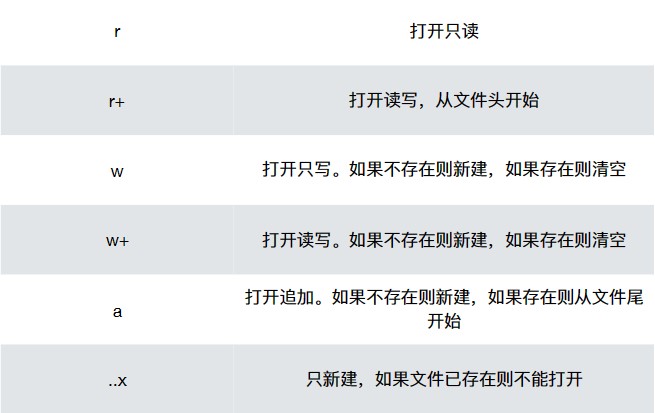 r 打开只读
r+ 打开读写，从文件头开始
w 打开只写。如果不存在则新建，如果存在则清空
w+ 打开读写。如果不存在则新建，如果存在则清空
a 打开追加。如果不存在则新建，如果存在则从文件尾
开始
..x 只新建，如果文件已存在则不能打开